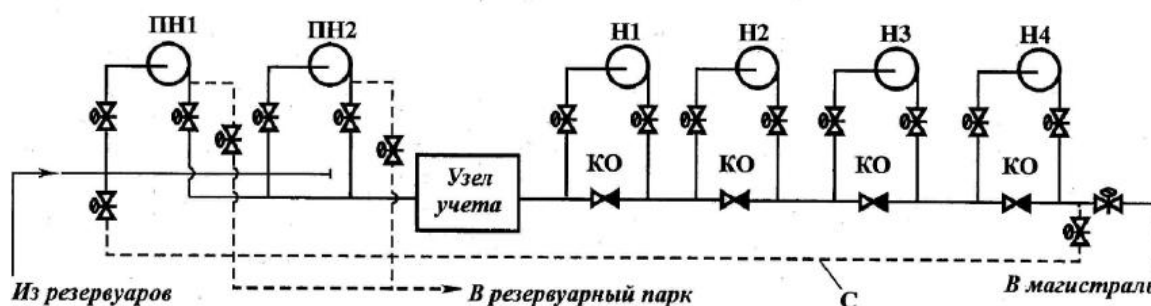 ПН1
ПН2
Н1
Н2
Н3
Н4
КО
КО
КО
КО
Узел
учета
Из резервуаров
В резервуарный парк
С
В магистраль